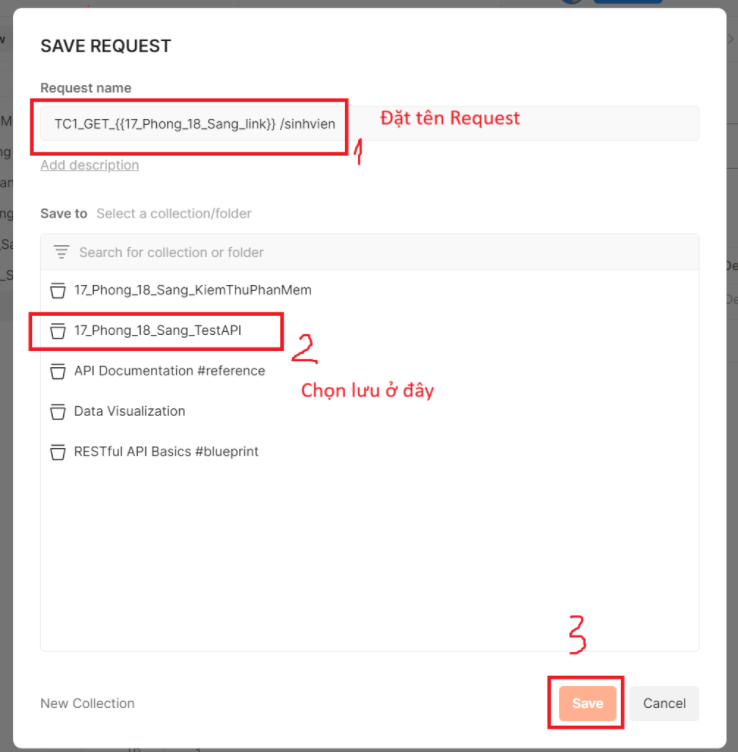 SAVE REQUEST
Request name
TC1_GET_{{17_Phong_18_Sang_link}} /sinhvien
Đặt tên Request
1
Add description
Save to Select a collection/folder
Search for collection or folder
17_Phong_18_Sang_KiemThuPhanMem
17_Phong_18_Sang_TestAPI
2
API Documentation #reference
Chọn lưu ở đây
Data Visualization
RESTful API Basics #blueprint
3
New Collection
Save
Cancel